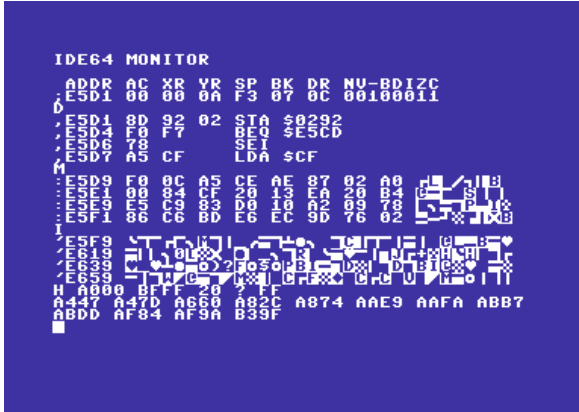 IDE64 MONITOR
ADDR AC XR YR SP BK DR NV-BDIZC
;E5D1 00 00 0A F3 07 0C 00100011
D
,E5D1 8D 92 02 STA $0292
,E5D4 F0 F7 BEQ $E5CD
,E5D6 78 SEI
,E5D7 A5 CF LDA $CF
M
:E5D9 F0 0C A5 CE AE 87 02 A0
:E5E1 00 84 CF 20 13 EA 20 B4
:E5E9 E5 C9 83 D0 10 A2 09 78
:E5F1 86 C6 BD E6 EC 9D 76 02
I
'E5F9
'E619
'E639
'E659
H A000 BFFF 20 ? FF
A447 A47D A660 A82C A874 AAE9 AAFA ABB7
ABDD AF84 AF9A B39F